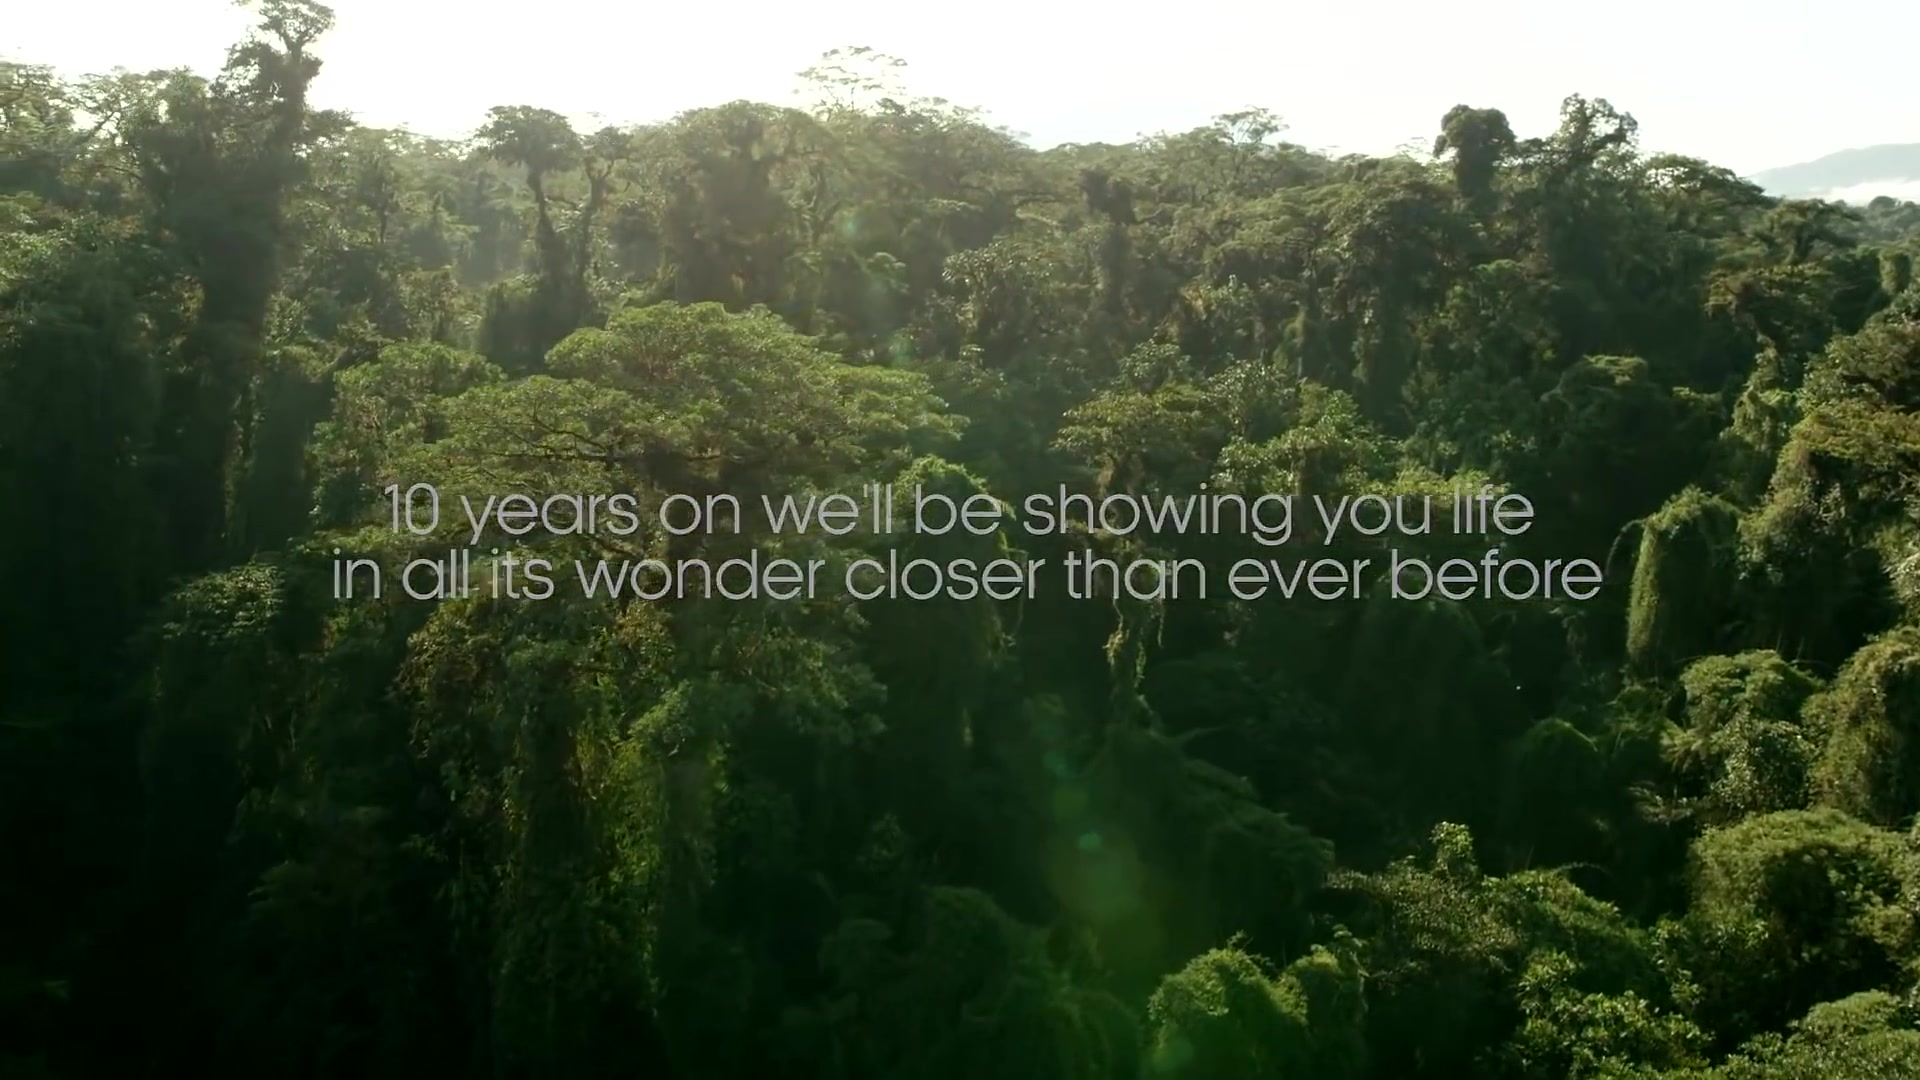 10 years on we'll be showing you life
in all its wonder closer than ever before